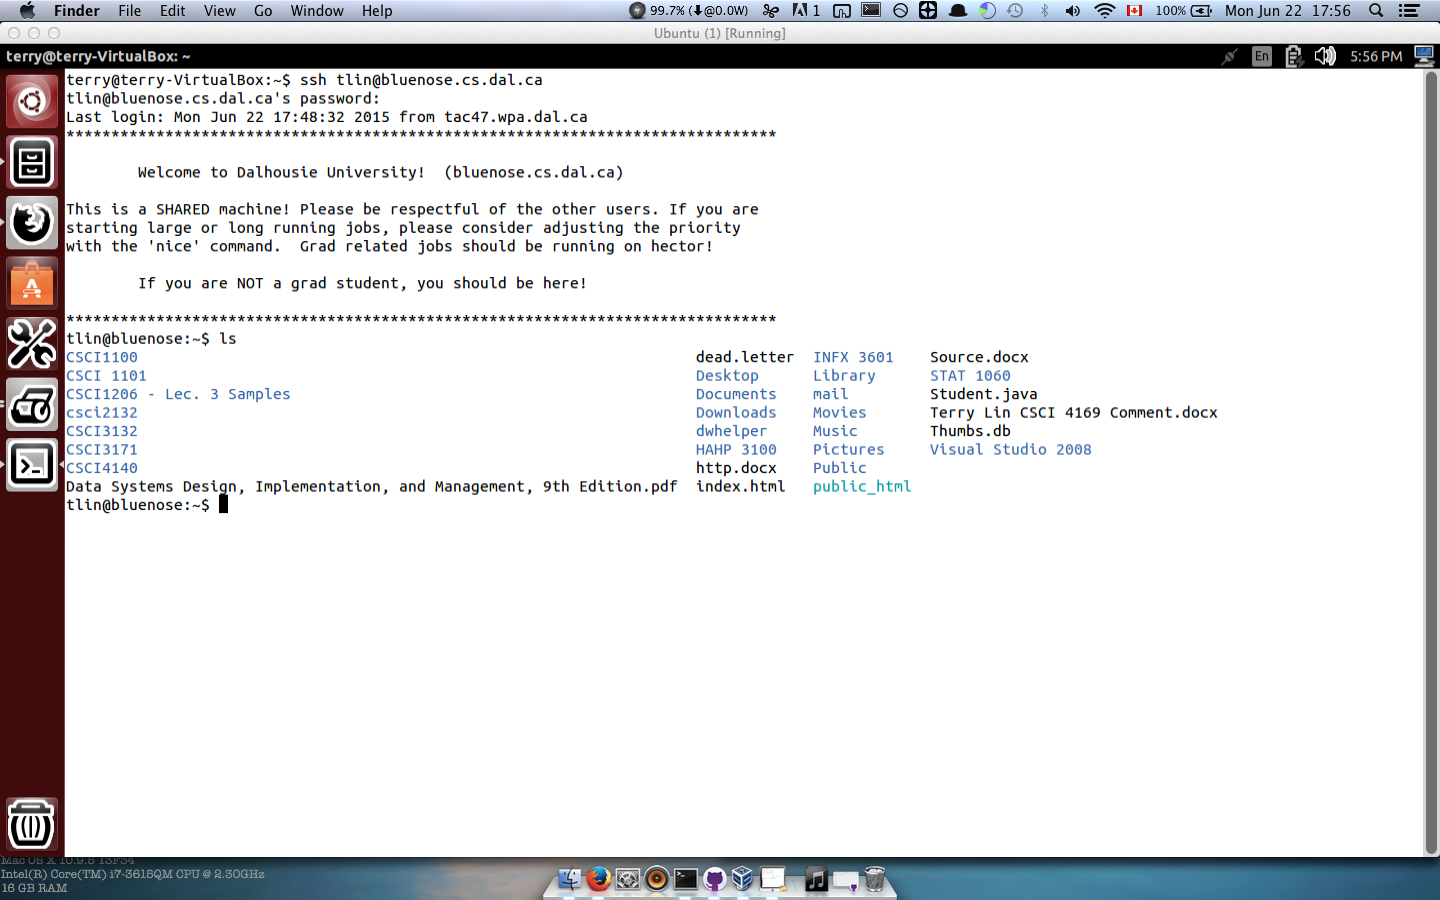 Finder File Edit View Go Window Help 99.7% (⬇@0.0W) 1 100% Mon Jun 22 17:56
Ubuntu (1) [Running]
terry@terry-VirtualBox: ~ En 5:56 PM
terry@terry-VirtualBox:~$ ssh tlin@bluenose.cs.dal.ca
tlin@bluenose.cs.dal.ca's password:
Last login: Mon Jun 22 17:48:32 2015 from tac47.wpa.dal.ca
*******************************************************************************
Welcome to Dalhousie University!  (bluenose.cs.dal.ca)
This is a SHARED machine! Please be respectful of the other users. If you are
starting large or long running jobs, please consider adjusting the priority
with the 'nice' command.  Grad related jobs should be running on hector!
If you are NOT a grad student, you should be here!
*******************************************************************************
tlin@bluenose:~$ ls
CSCI1100 dead.letter INFX 3601 Source.docx
CSCI 1101 Desktop Library STAT 1060
CSCI1206 - Lec. 3 Samples Documents mail Student.java
csci2132 Downloads Movies Terry Lin CSCI 4169 Comment.docx
CSCI3132 dwhelper Music Thumbs.db
CSCI3171 HAHP 3100 Pictures Visual Studio 2008
CSCI4140 http.docx Public
Data Systems Design, Implementation, and Management, 9th Edition.pdf index.html public_html
tlin@bluenose:~$
Mac OS X 10.9.5 13F34
Intel(R) Core(TM) i7-3615QM CPU @ 2.30GHz
16 GB RAM